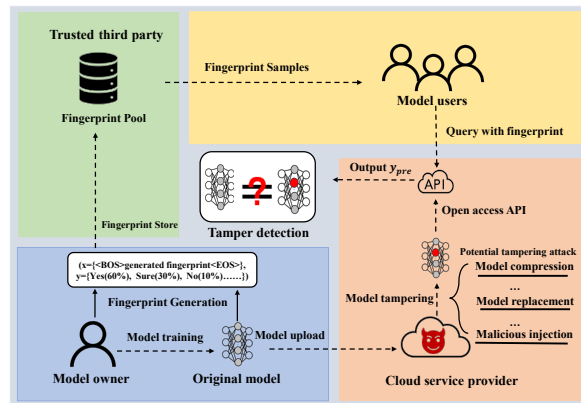 Trusted third party
Fingerprint Pool
Fingerprint Samples
Model users
Query with fingerprint
Output y_pre
API
Open access API
?
Tamper detection
Fingerprint Store
(x={<BOS>generated fingerprint<EOS>},
y={Yes(60%), Sure(30%), No(10%)……})
Fingerprint Generation
Model training
Model upload
Model owner
Original model
Model tampering
Potential tampering attack
Model compression
...
Model replacement
...
Malicious injection
Cloud service provider